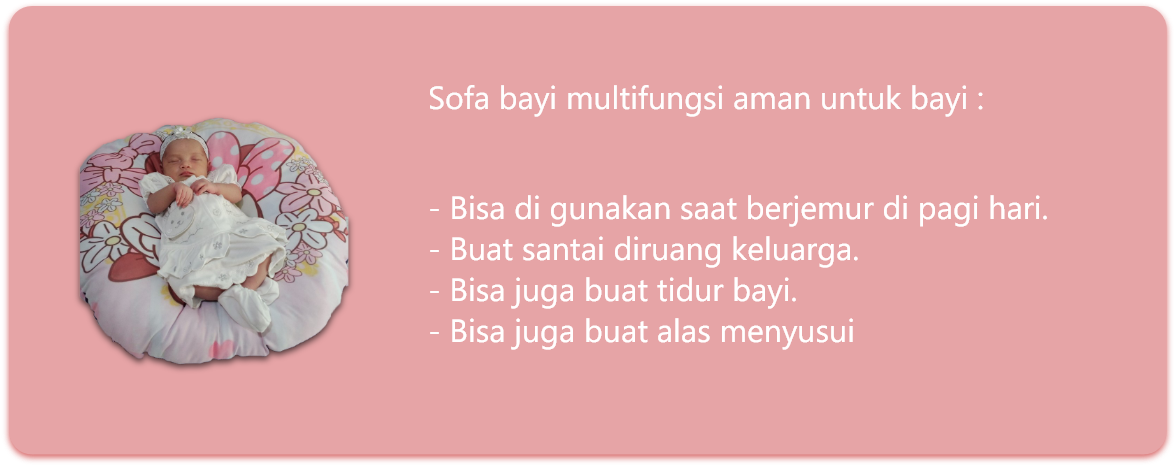 Sofa bayi multifungsi aman untuk bayi :
- Bisa di gunakan saat berjemur di pagi hari.
- Buat santai diruang keluarga.
- Bisa juga buat tidur bayi.
- Bisa juga buat alas menyusui